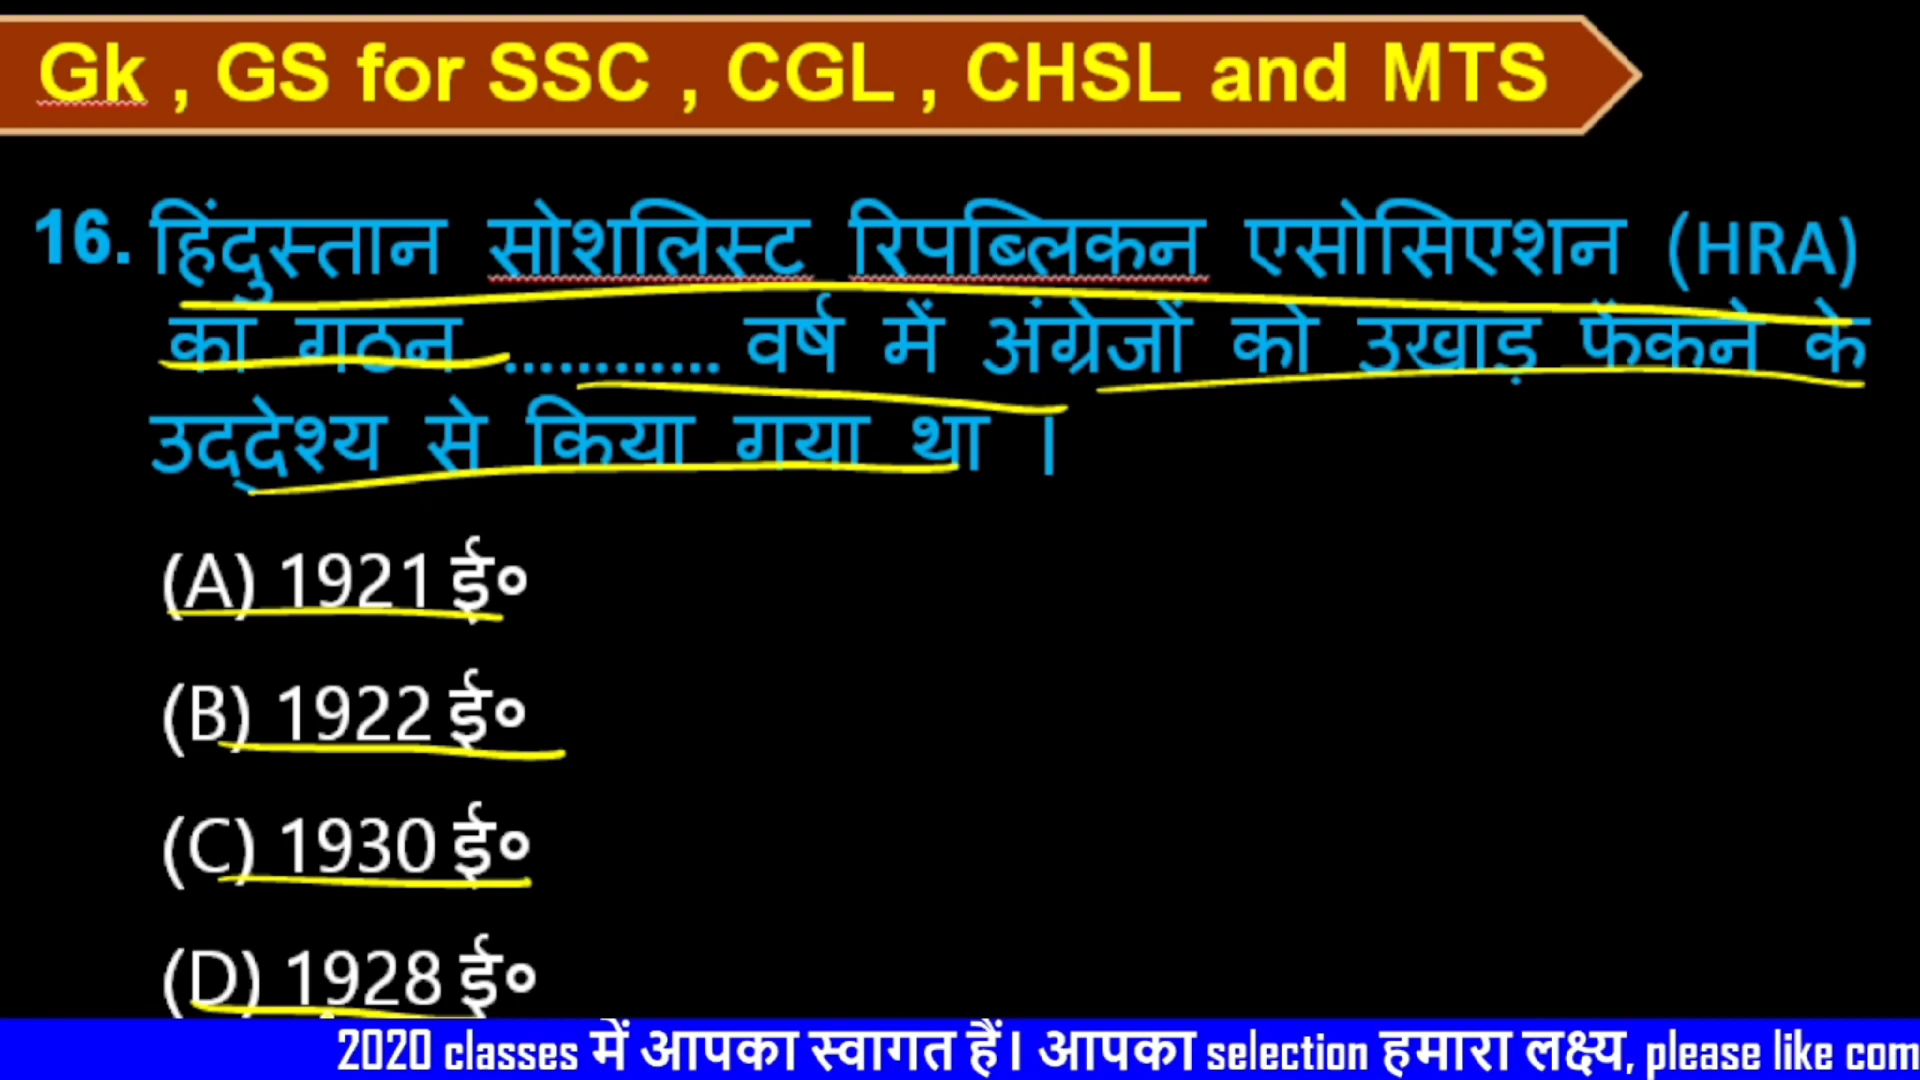 Gk , GS for SSC , CGL , CHSL and MTS
16. हिंदुस्तान सोशलिस्ट रिपब्लिकन एसोसिएशन (HRA)
का गठन ............ वर्ष में अंग्रेजों को उखाड़ फेंकने के
उद्देश्य से किया गया था ।
(A) 1921 ई०
(B) 1922 ई०
(C) 1930 ई०
(D) 1928 ई०
2020 classes में आपका स्वागत हैं। आपका selection हमारा लक्ष्य, please like com